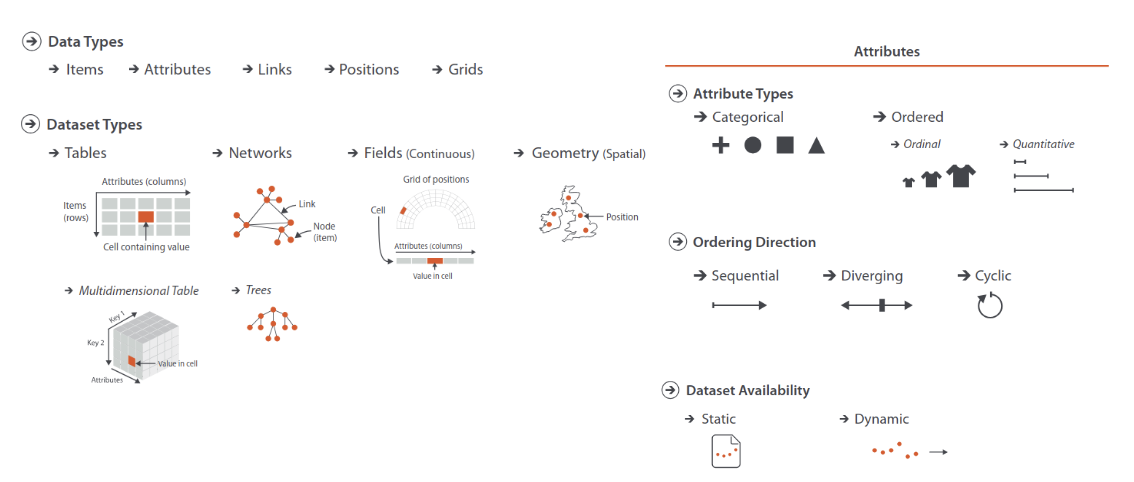 Data Types
Items
Attributes
Links
Positions
Grids
Dataset Types
Tables
Networks
Fields (Continuous)
Geometry (Spatial)
Attributes (columns)
Items
(rows)
Cell containing value
Link
Node
(item)
Grid of positions
Cell
Attributes (columns)
Value in cell
Position
Multidimensional Table
Trees
Key 1
Key 2
Value in cell
Attributes
Attributes
Attribute Types
Categorical
Ordered
Ordinal
Quantitative
Ordering Direction
Sequential
Diverging
Cyclic
Dataset Availability
Static
Dynamic